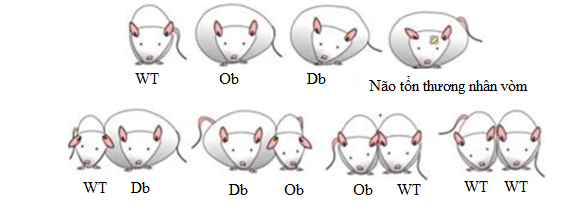 WT Ob Db Não tổn thương nhân vòm
WT Db Db Ob Ob WT WT WT